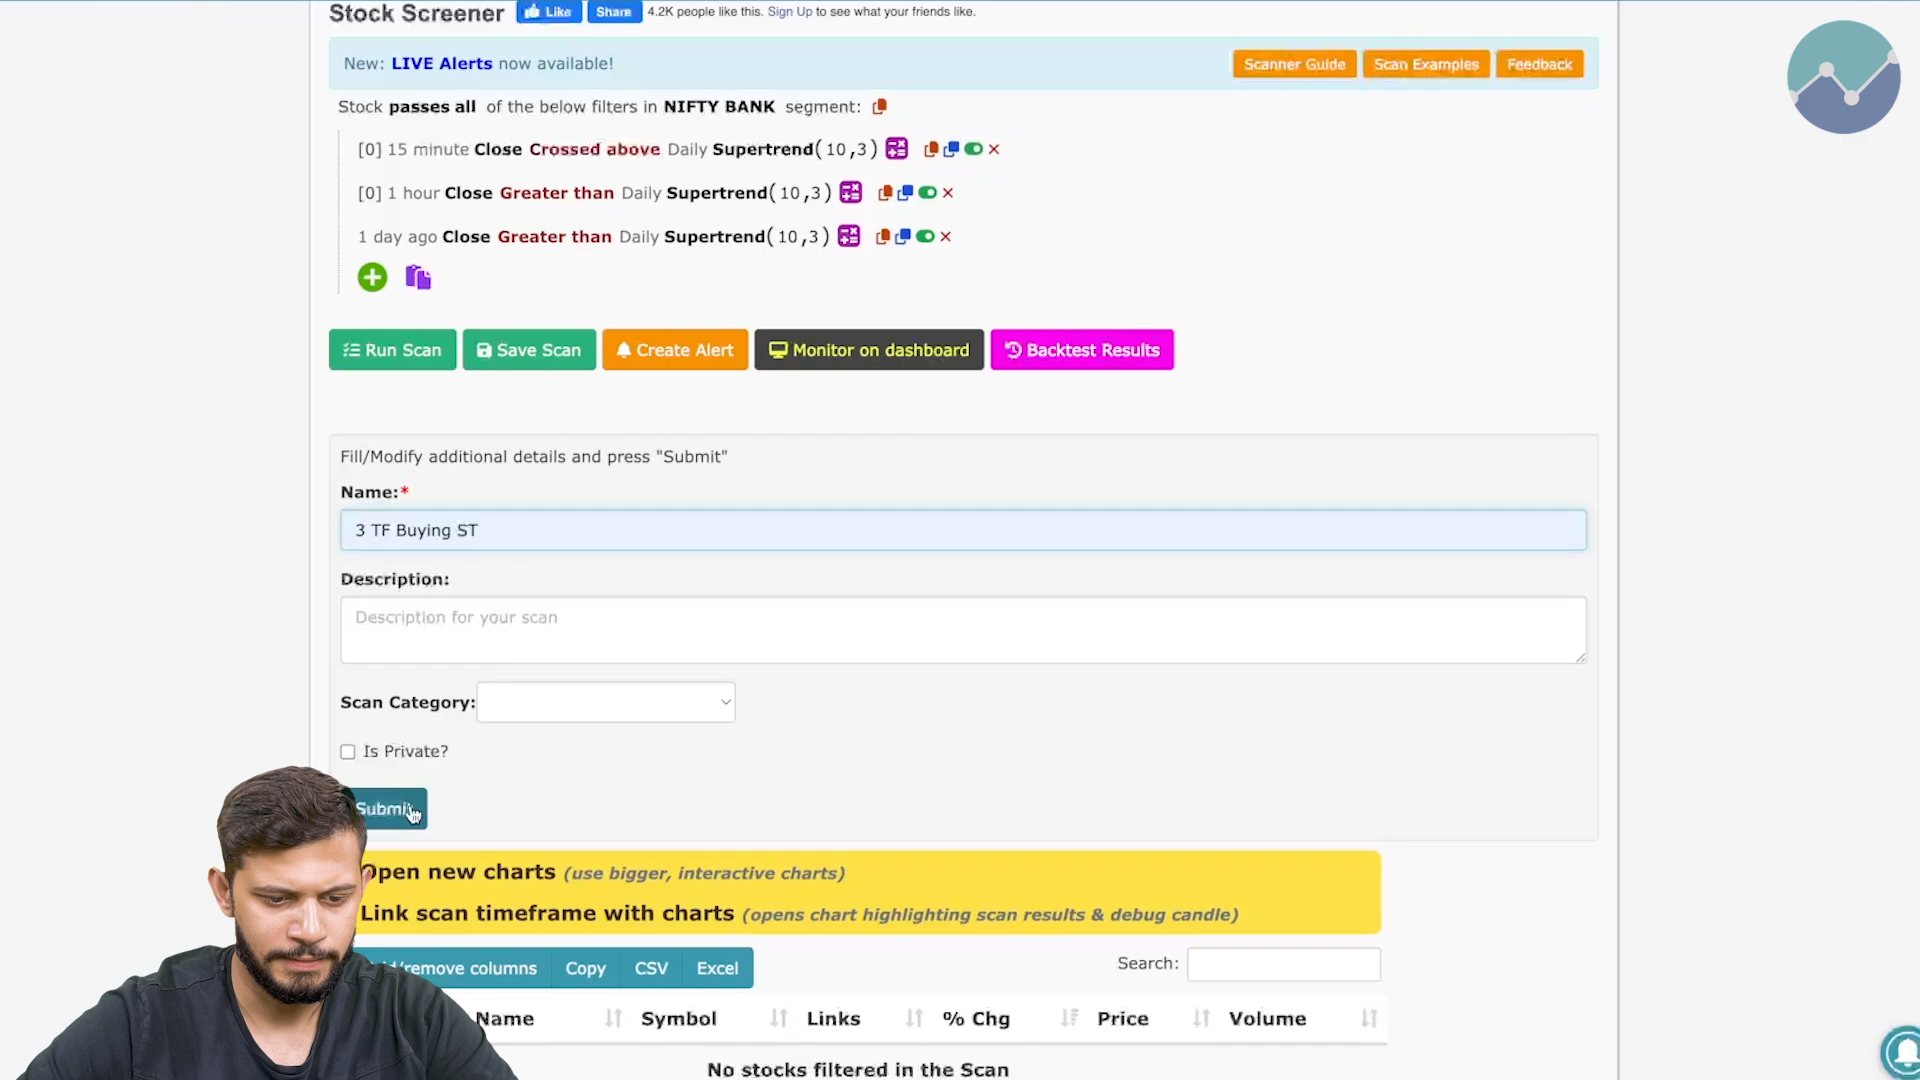 Stock Screener Like Share 4.2K people like this. Sign Up to see what your friends like.
New: LIVE Alerts now available! Scanner Guide Scan Examples Feedback
Stock passes all of the below filters in NIFTY BANK segment:
[0] 15 minute Close Crossed above Daily Supertrend( 10 ,3 )
[0] 1 hour Close Greater than Daily Supertrend( 10 ,3 )
1 day ago Close Greater than Daily Supertrend( 10 ,3 )
Run Scan Save Scan Create Alert Monitor on dashboard Backtest Results
Fill/Modify additional details and press "Submit"
Name:*
3 TF Buying ST
Description:
Description for your scan
Scan Category:
Is Private?
Submit
Open new charts (use bigger, interactive charts)
Link scan timeframe with charts (opens chart highlighting scan results & debug candle)
/remove columns Copy CSV Excel Search:
Name Symbol Links % Chg Price Volume
No stocks filtered in the Scan